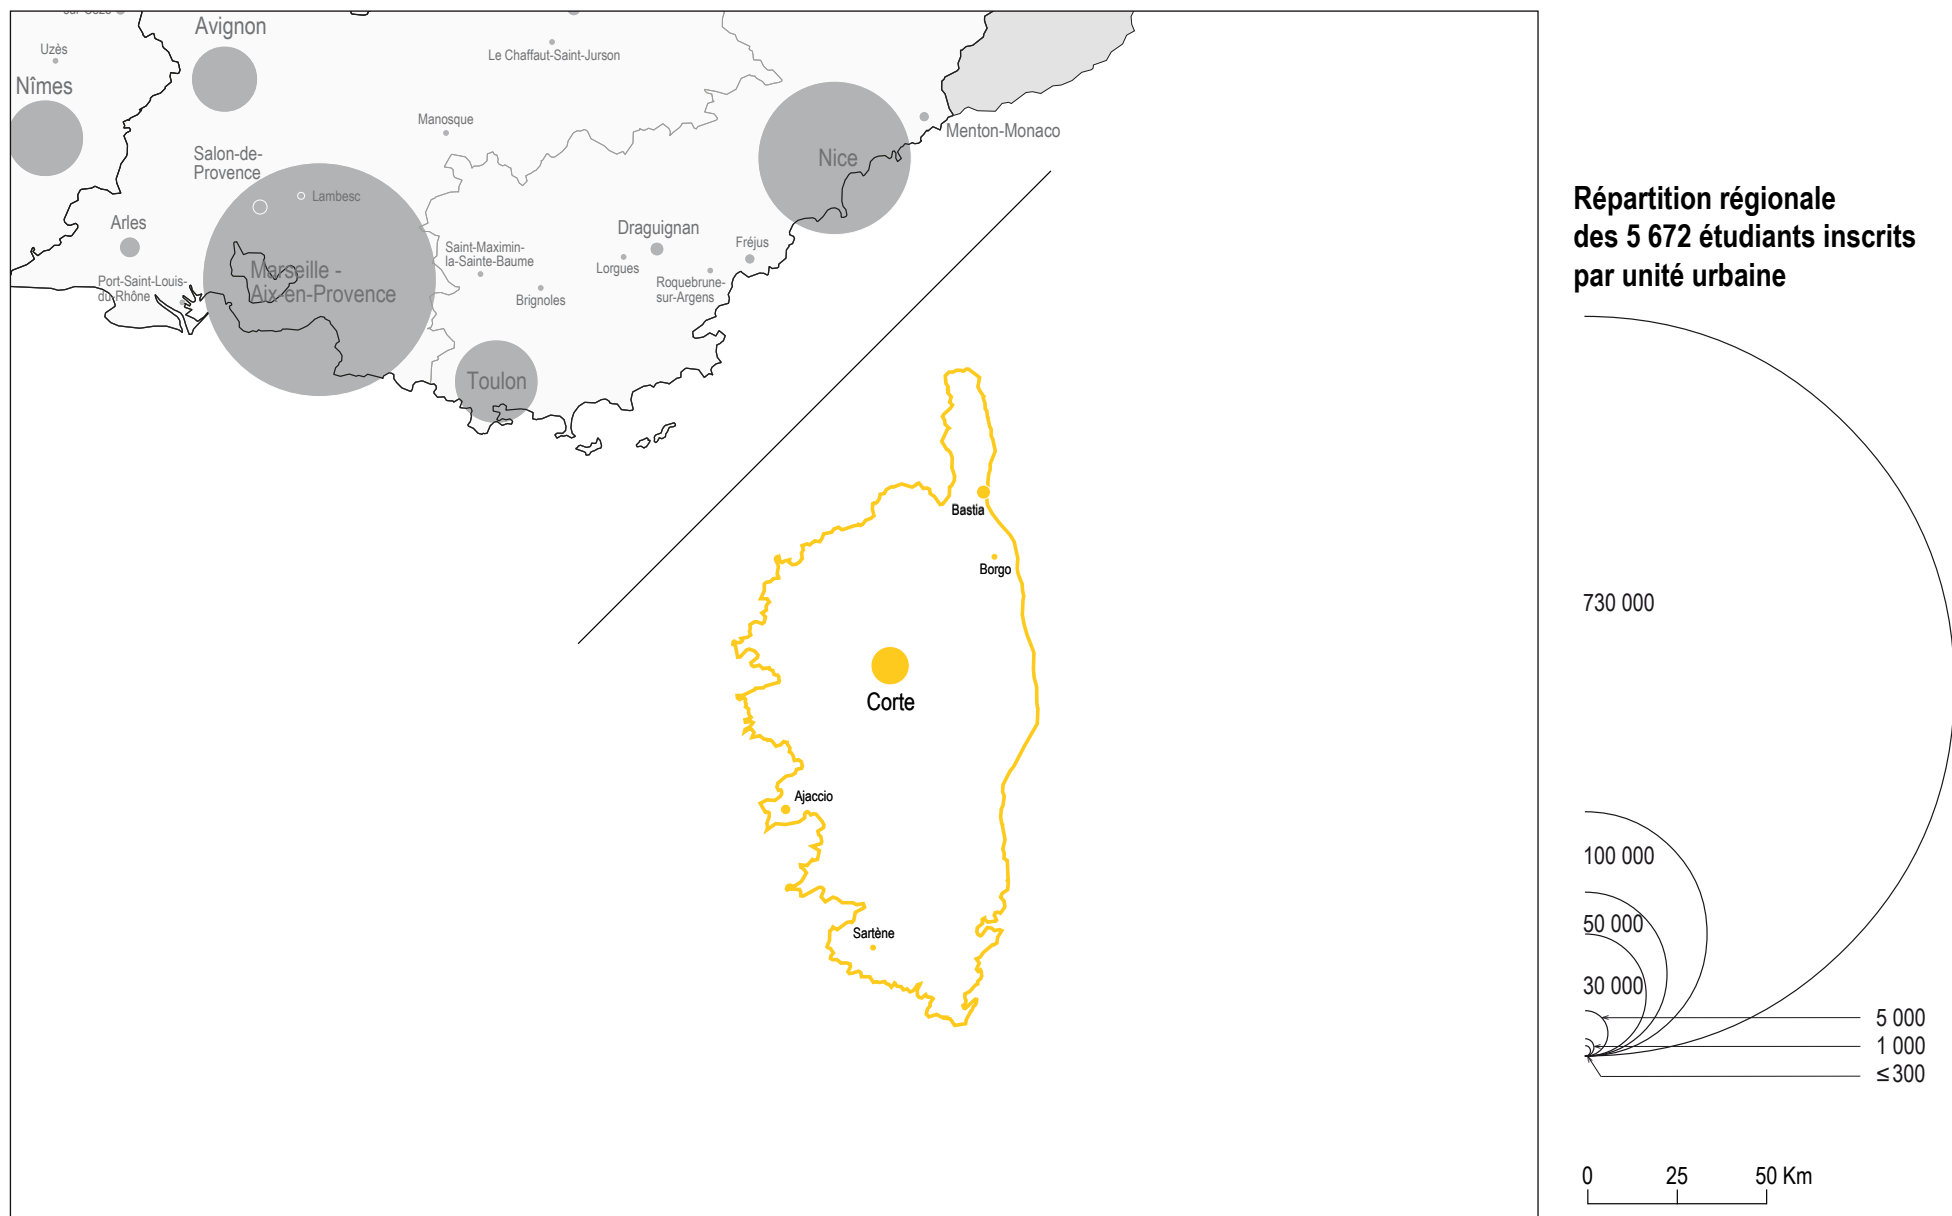 Avignon
Uzès
Le Chaffaut-Saint-Jurson
Nîmes
Manosque
Menton-Monaco
Salon-de-
Provence
Nice
Lambesc
Arles
Draguignan
Fréjus
Saint-Maximin-
la-Sainte-Baume
Lorgues
Marseille -
Aix-en-Provence
Port-Saint-Louis-
du-Rhône
Roquebrune-
sur-Argens
Brignoles
Toulon
Bastia
Borgo
Corte
Ajaccio
Sartène
Répartition régionale
des 5 672 étudiants inscrits
par unité urbaine
730 000
100 000
50 000
30 000
5 000
1 000
≤ 300
0 25 50 Km